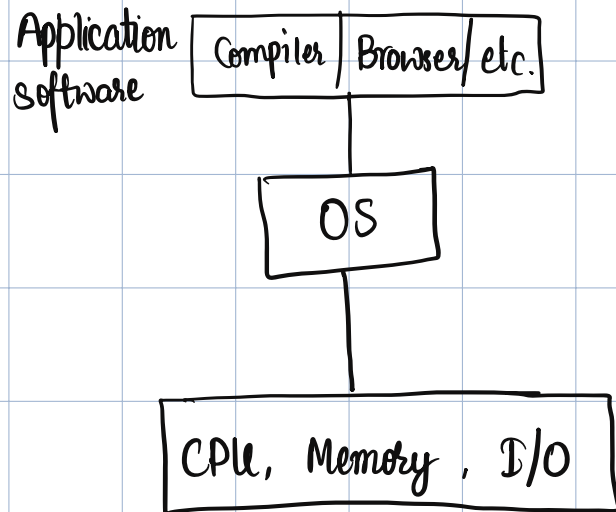 Application
software
Compiler | Browser/ etc.
OS
CPU, Memory, I/O